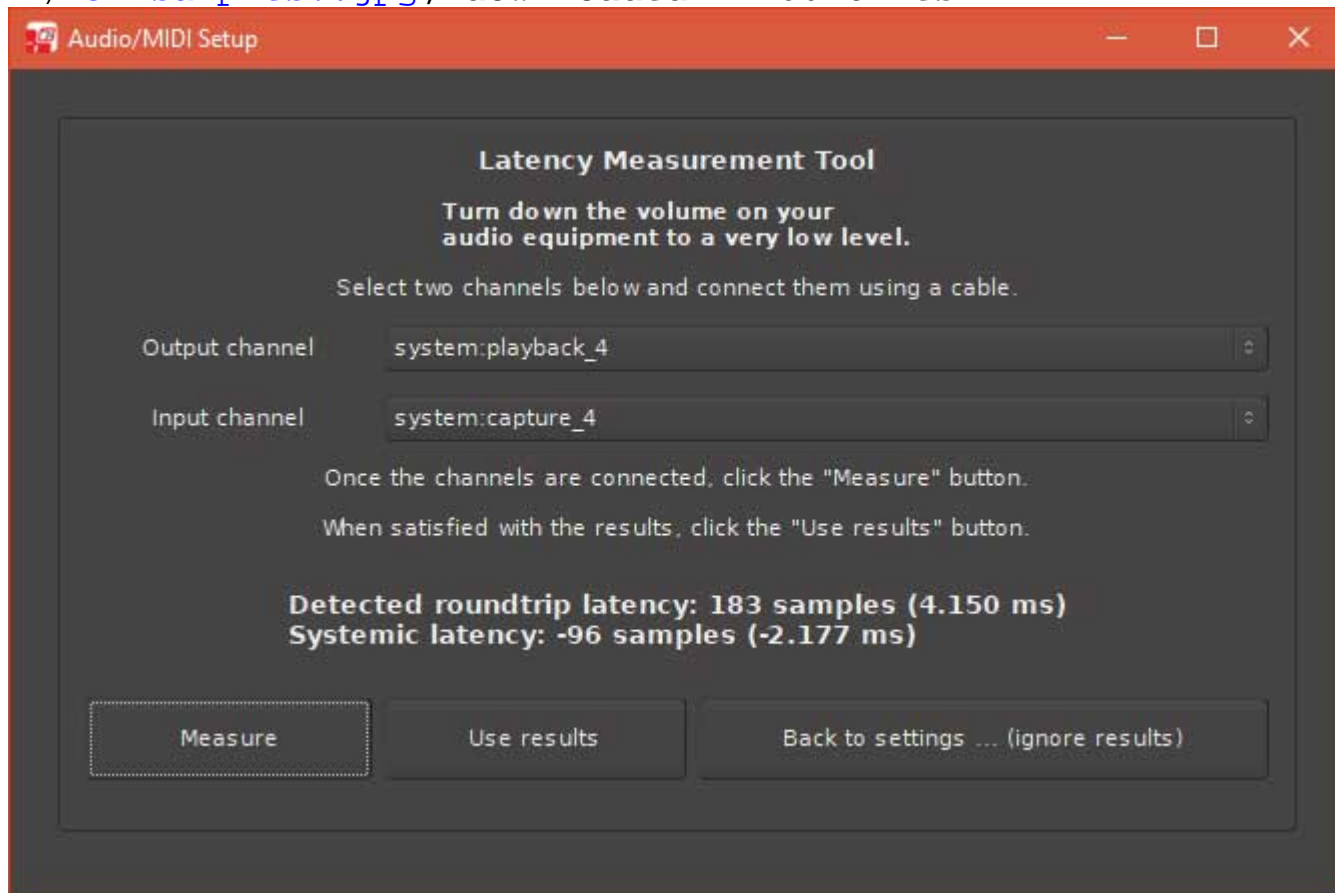 Audio/MIDI Setup
Latency Measurement Tool
Turn down the volume on your
audio equipment to a very low level.
Select two channels below and connect them using a cable.
Output channel system:playback_4
Input channel system:capture_4
Once the channels are connected, click the "Measure" button.
When satisfied with the results, click the "Use results" button.
Detected roundtrip latency: 183 samples (4.150 ms)
Systemic latency: -96 samples (-2.177 ms)
Measure Use results Back to settings ... (ignore results)